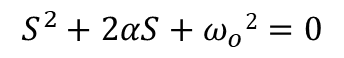 S² + 2αS + ωₒ² = 0